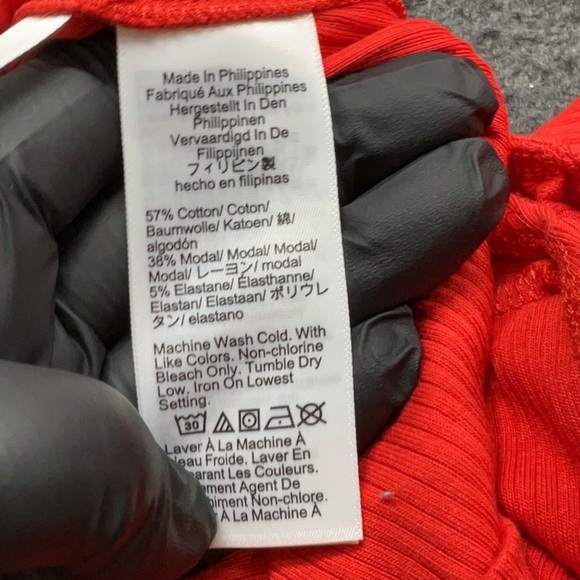 Made In Philippines
Fabriqué Aux Philippines
Hergestellt In Den
Philippinen
Vervaardigd In De
Filippijnen
フィリピン製
hecho en filipinas
57% Cotton/ Coton/
Baumwolle/ Katoen/ 綿/
algodón
38% Modal/ Modal/ Modal/
Modal/ レーヨン/ modal
5% Elastane/ Elasthanne/
Elastan/ Elastaan/ ポリウレ
タン/ elastano
Machine Wash Cold. With
Like Colors. Non-chlorine
Bleach Only. Tumble Dry
Low. Iron On Lowest
Setting.
30
Laver À La Machine À
Froide. Laver En
Les Couleurs.
Agent De
Non-chlore.
À La Machine À